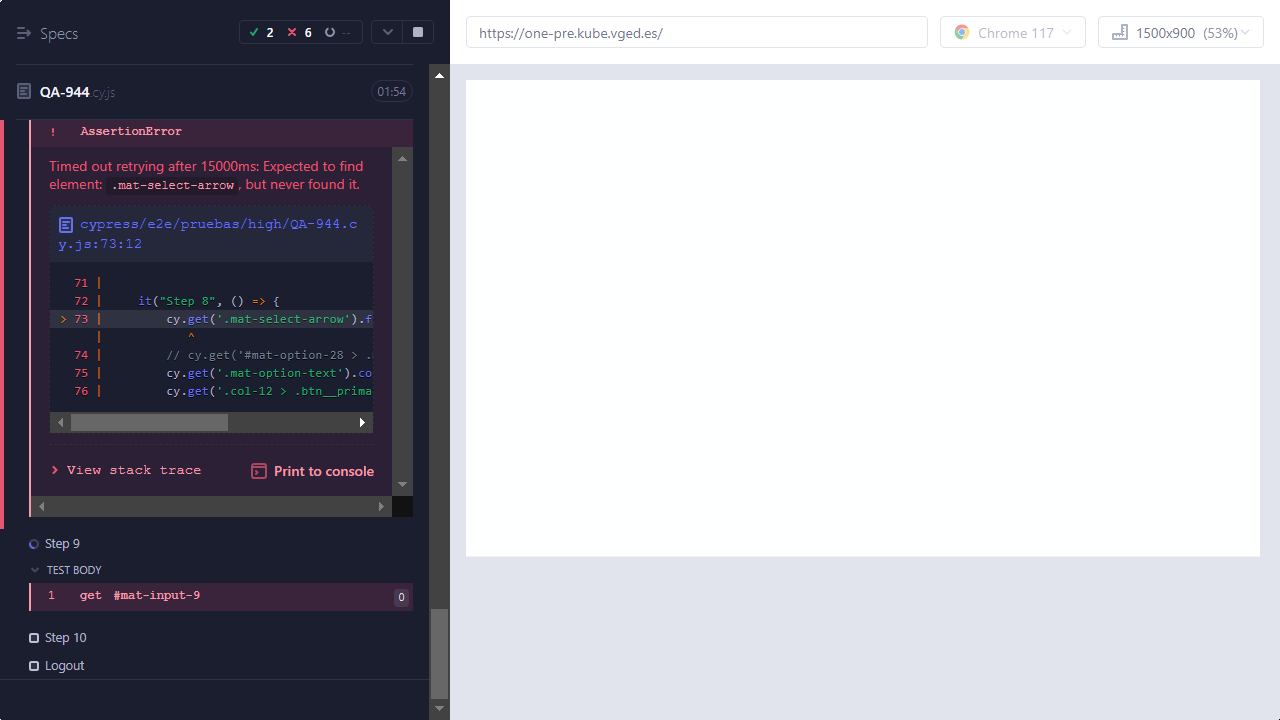 Specs
2
6
--
https://one-pre.kube.vged.es/
Chrome 117
1500x900 (53%)
QA-944.cy.js
01:54
! AssertionError
Timed out retrying after 15000ms: Expected to find
element: .mat-select-arrow, but never found it.
cypress/e2e/pruebas/high/QA-944.c
y.js:73:12
71 |
72 | it("Step 8", () => {
> 73 | cy.get('.mat-select-arrow').f
| ^
74 | // cy.get('#mat-option-28 > .
75 | cy.get('.mat-option-text').co
76 | cy.get('.col-12 > .btn__prima
> View stack trace
Print to console
Step 9
TEST BODY
1 get #mat-input-9 0
Step 10
Logout